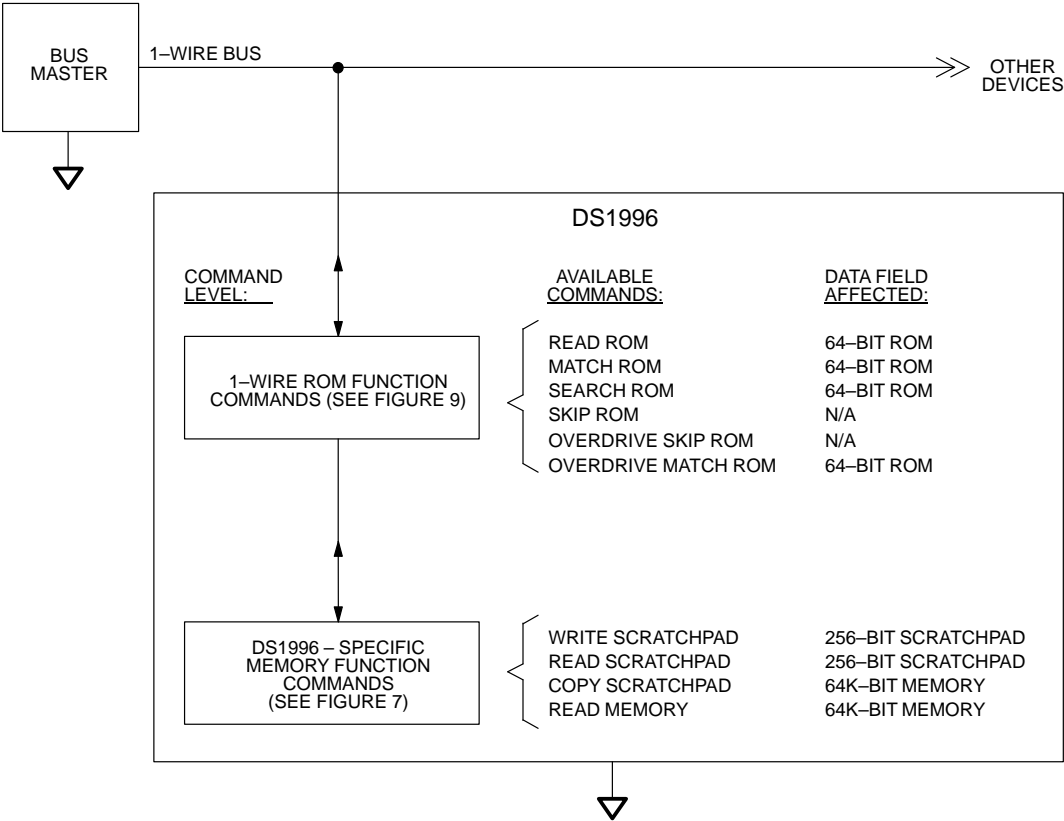 BUS
MASTER
1–WIRE BUS
OTHER
DEVICES
DS1996
COMMAND
LEVEL:
AVAILABLE
COMMANDS:
DATA FIELD
AFFECTED:
1–WIRE ROM FUNCTION
COMMANDS (SEE FIGURE 9)
READ ROM 64–BIT ROM
MATCH ROM 64–BIT ROM
SEARCH ROM 64–BIT ROM
SKIP ROM N/A
OVERDRIVE SKIP ROM N/A
OVERDRIVE MATCH ROM 64–BIT ROM
DS1996 – SPECIFIC
MEMORY FUNCTION
COMMANDS
(SEE FIGURE 7)
WRITE SCRATCHPAD 256–BIT SCRATCHPAD
READ SCRATCHPAD 256–BIT SCRATCHPAD
COPY SCRATCHPAD 64K–BIT MEMORY
READ MEMORY 64K–BIT MEMORY